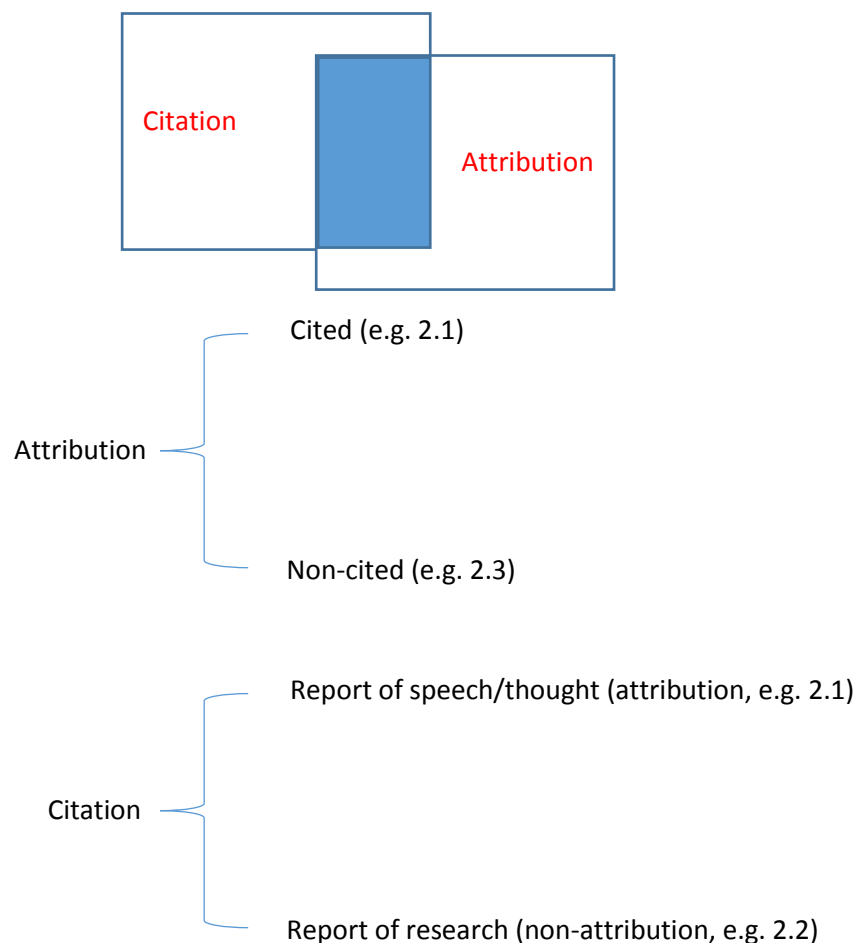 Citation
Attribution
Cited (e.g. 2.1)
Attribution
Non-cited (e.g. 2.3)
Report of speech/thought (attribution, e.g. 2.1)
Citation
Report of research (non-attribution, e.g. 2.2)